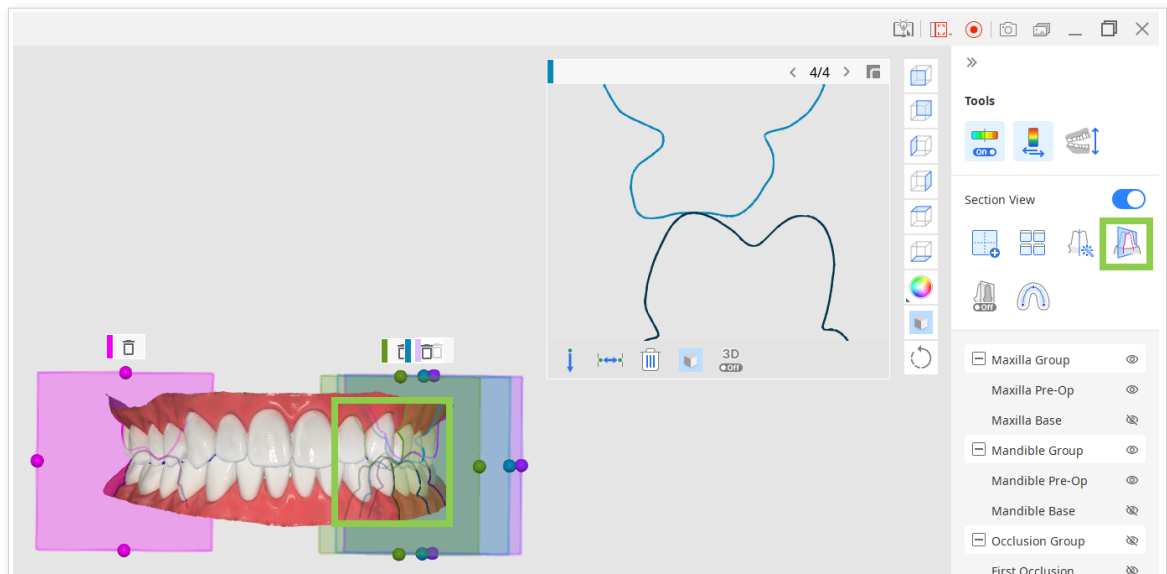 4/4
Tools
ON
Section View
OFF
3D
OFF
Maxilla Group
Maxilla Pre-Op
Maxilla Base
Mandible Group
Mandible Pre-Op
Mandible Base
Occlusion Group
First Occlusion